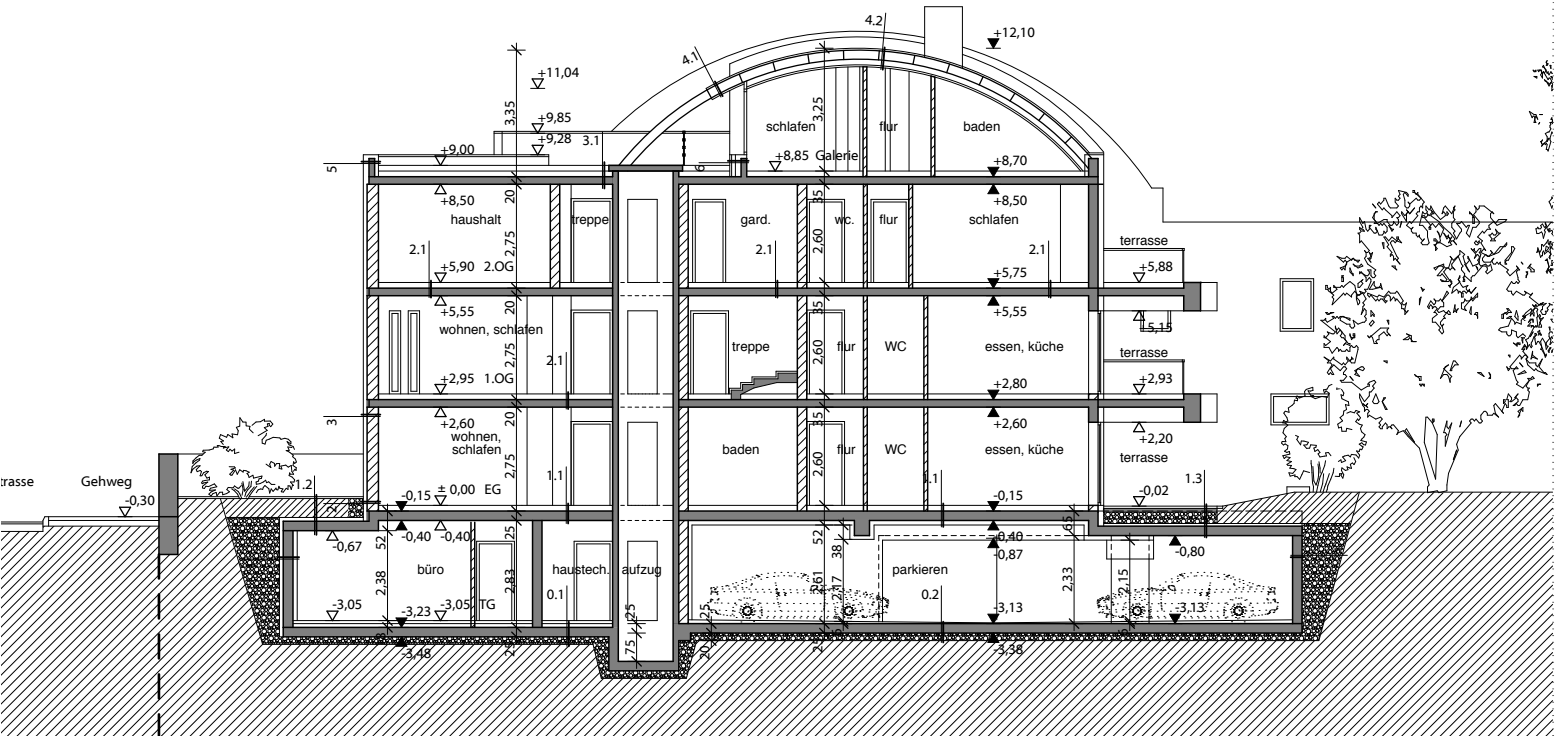 4.2
+12,10
4.1
+11,04
3,35
3,25
+9,85
+9,28
3.1
schlafen
flur
baden
+9,00
5
6
+8,85 Galerie
+8,70
+8,50
20
35
+8,50
haushalt
treppe
gard.
wc.
flur
schlafen
2.1
2,75
2,60
2.1
2.1
terrasse
+5,90 2.OG
+5,75
+5,88
20
35
+5,55
+5,55
5,15
wohnen, schlafen
2.1
2,75
treppe
2,60
flur
WC
essen, küche
terrasse
+2,95 1.OG
+2,80
+2,93
20
35
3
+2,60
+2,60
+2,20
wohnen,
schlafen
2,75
baden
2,60
flur
WC
essen, küche
terrasse
trasse
Gehweg
1.2
1.1
1.1
1.3
-0,30
-0,15
± 0,00 EG
-0,15
-0,02
2
52
-0,40
-0,40
25
52
38
-0,40
65
-0,67
-0,87
-0,80
büro
haustech.
aufzug
parkieren
2,38
2,83
2,61
2,17
2,33
2,15
0.1
0.2
-3,05
-3,23
-3,05 TG
-3,13
-3,13
25
25
-3,48
25
75
20
25
-3,38